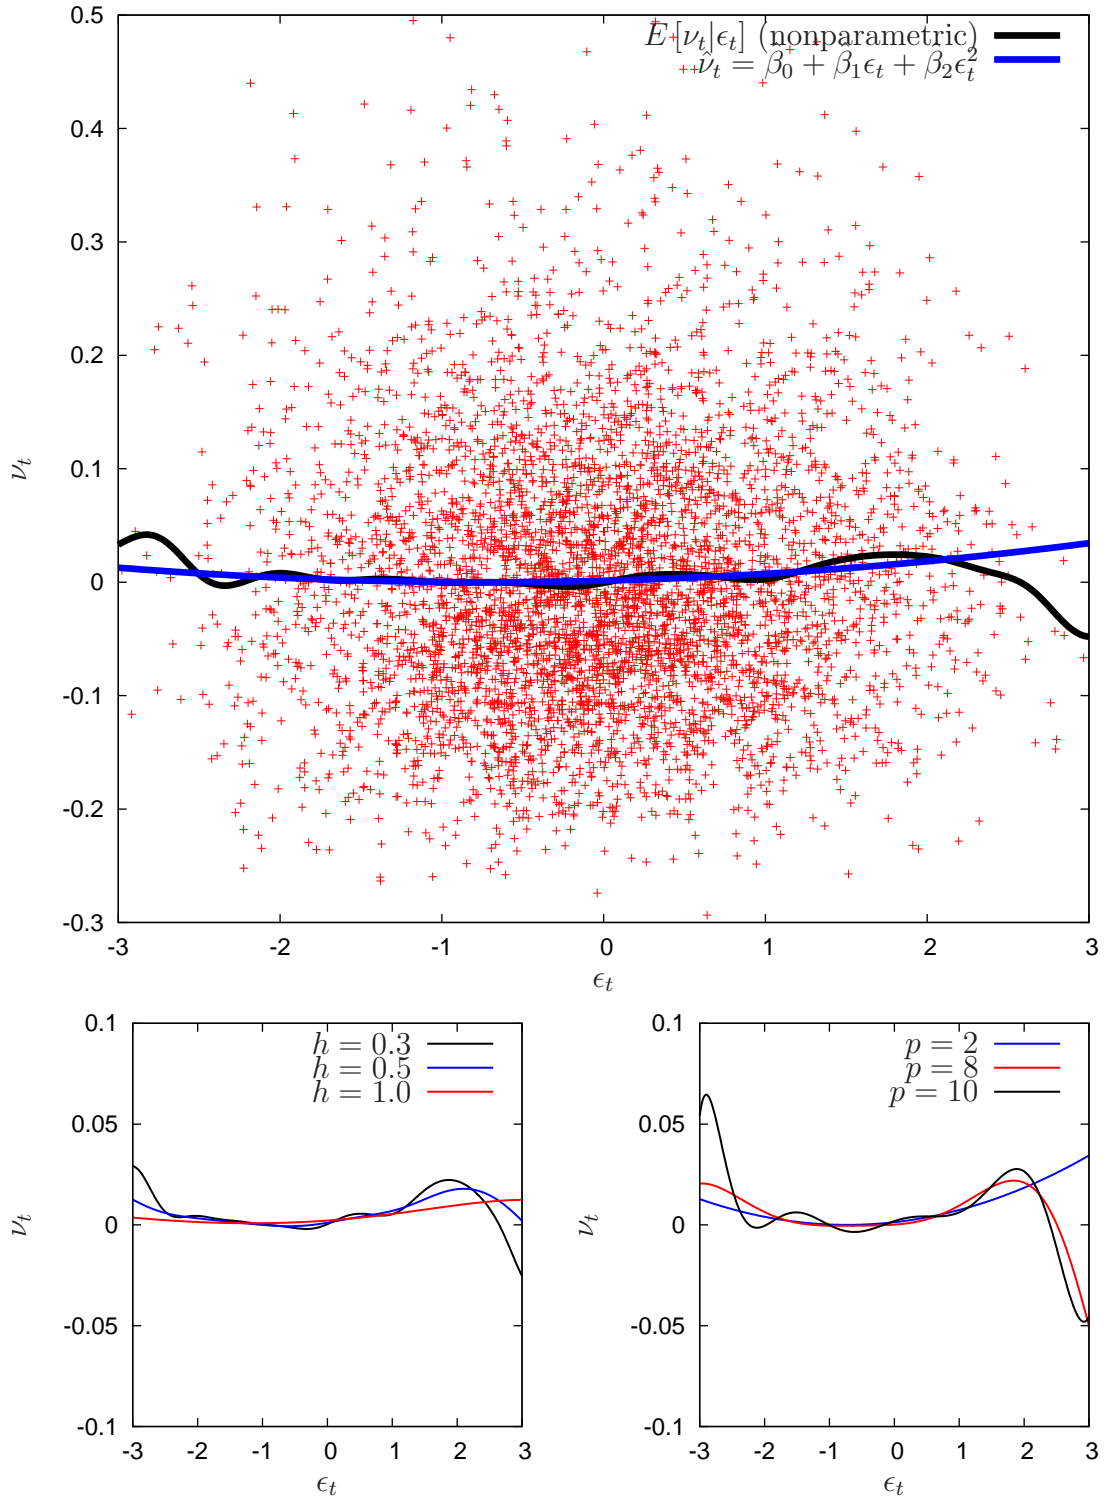 0.5
E [ν_t|ϵ_t] (nonparametric)
ν̂_t = β̂_0 + β̂_1ϵ_t + β̂_2ϵ_t^2
0.4
0.3
0.2
0.1
0
-0.1
-0.2
-0.3
ν_t
-3 -2 -1 0 1 2 3
ϵ_t
0.1
h = 0.3
h = 0.5
h = 1.0
0.05
0
-0.05
-0.1
ν_t
-3 -2 -1 0 1 2 3
ϵ_t
0.1
p = 2
p = 8
p = 10
0.05
0
-0.05
-0.1
ν_t
-3 -2 -1 0 1 2 3
ϵ_t